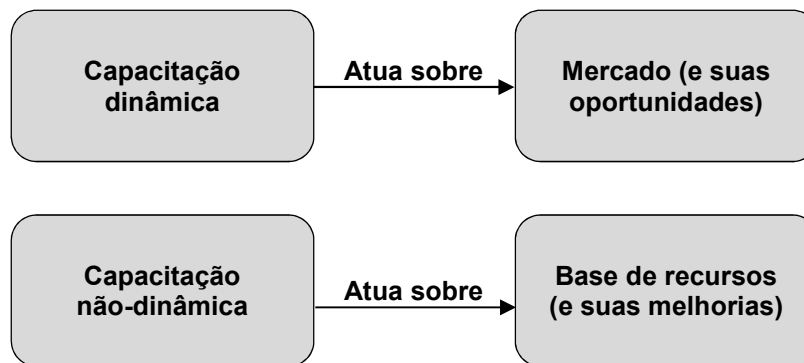 Capacitação
dinâmica
Atua sobre
Mercado (e suas
oportunidades)
Capacitação
não-dinâmica
Atua sobre
Base de recursos
(e suas melhorias)